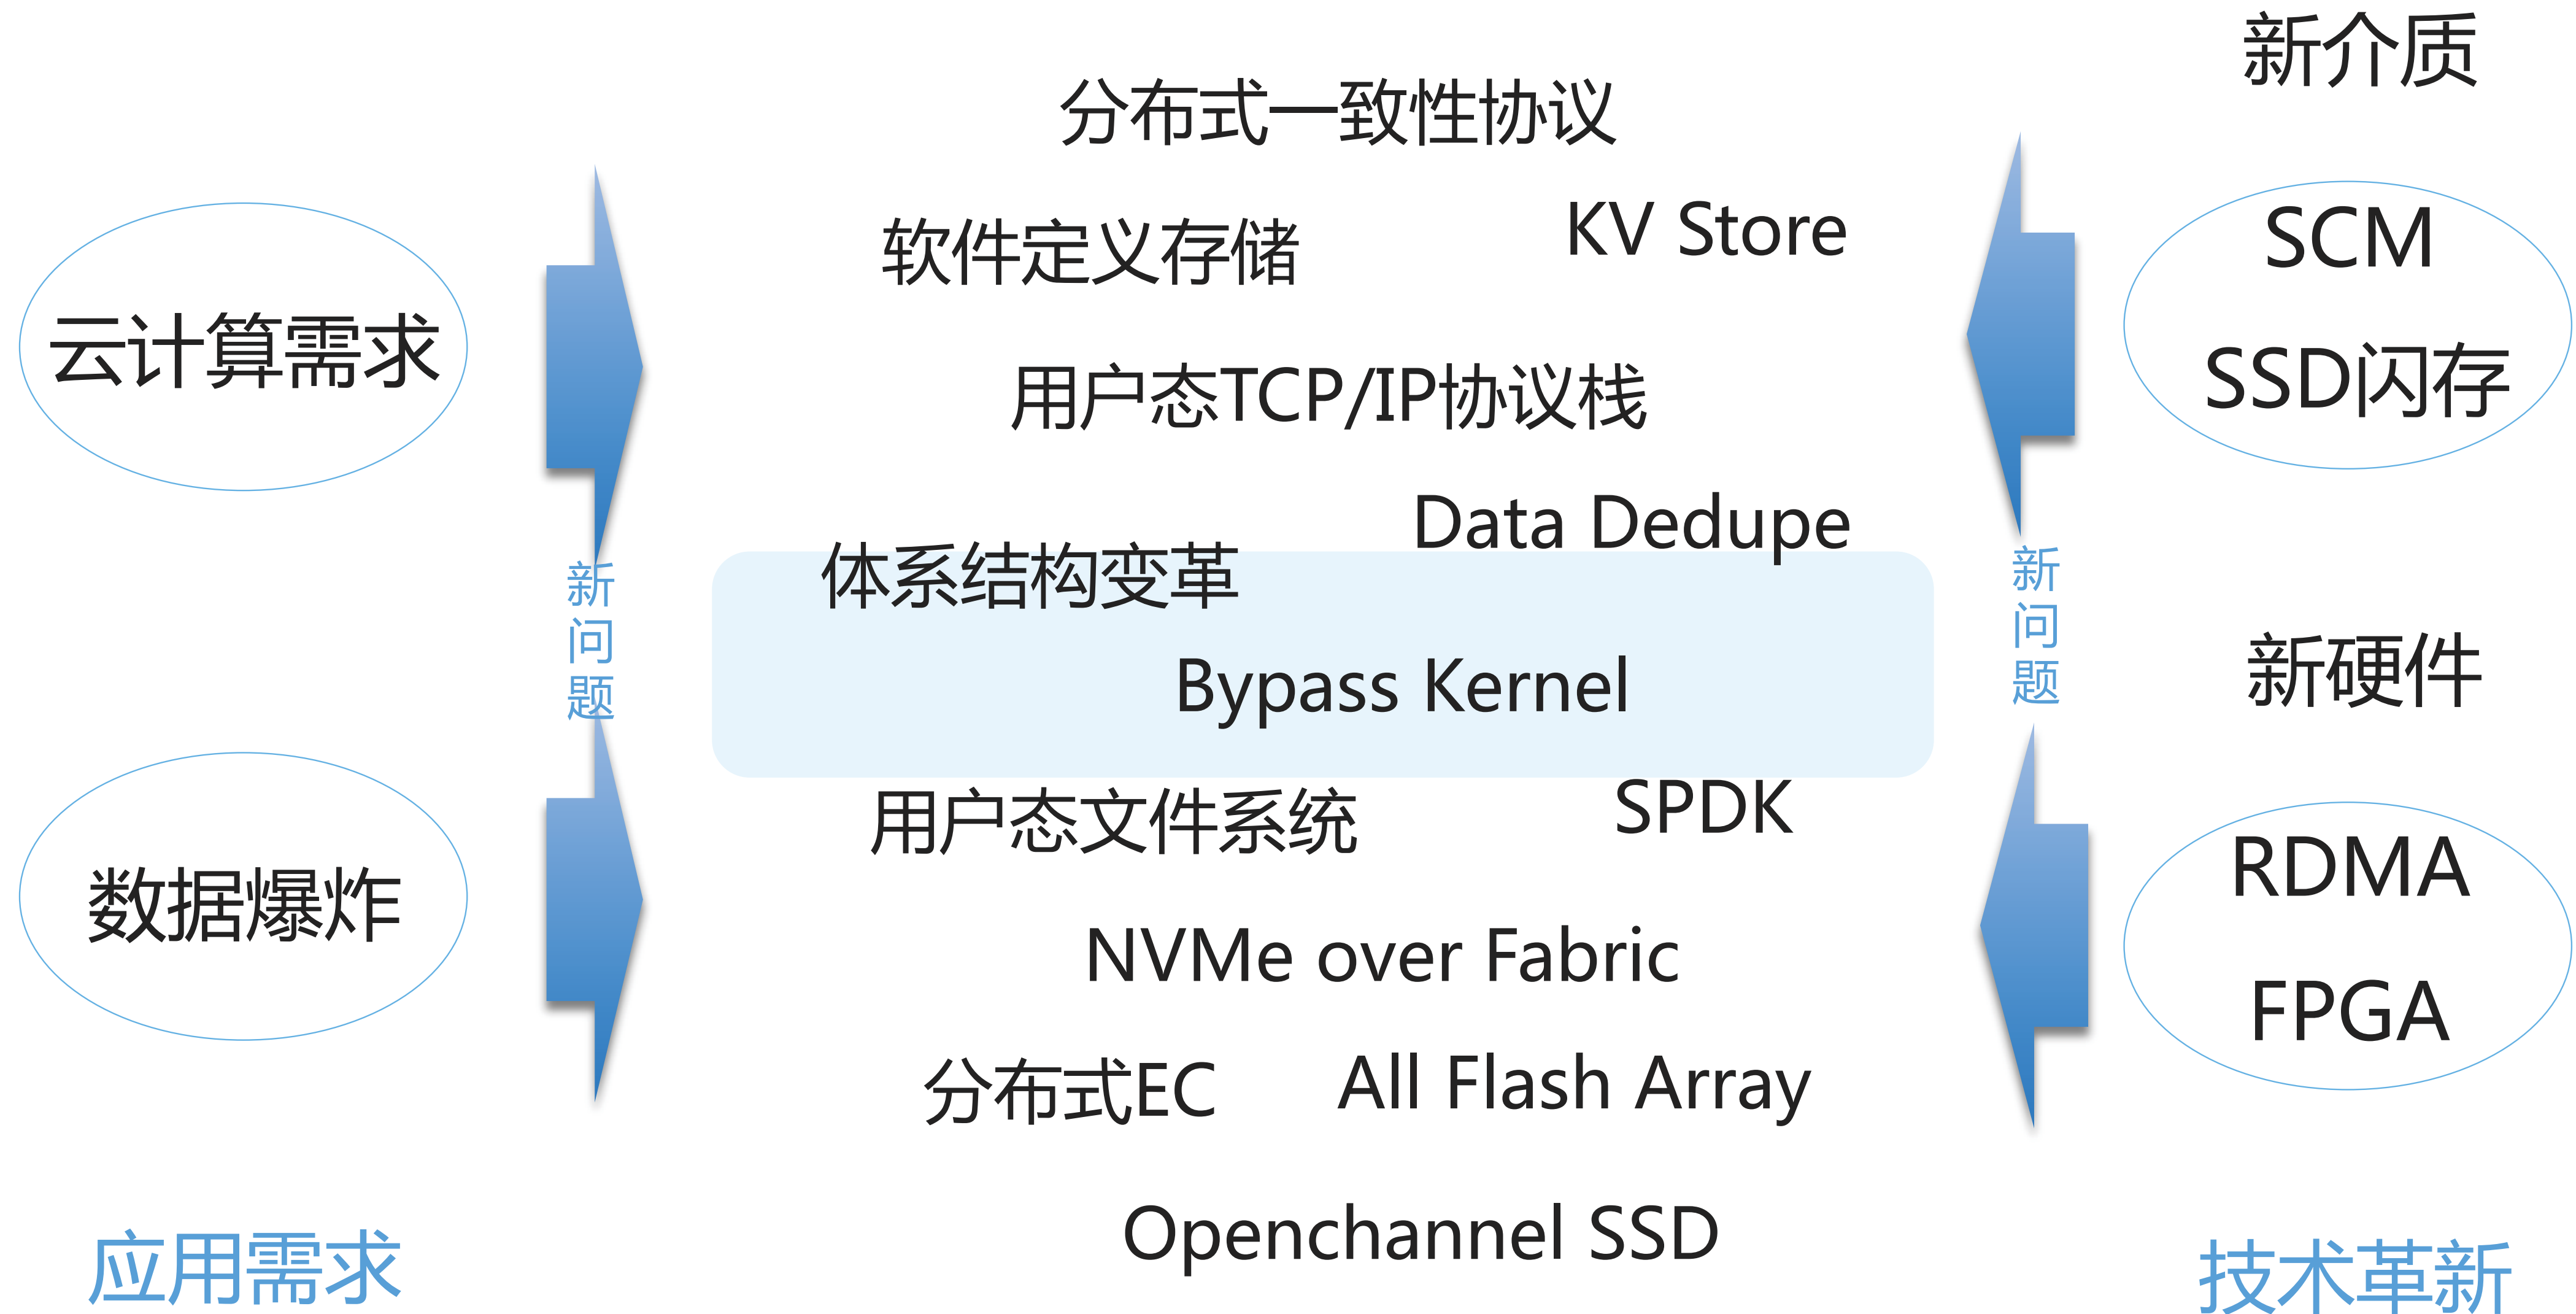 云计算需求
数据爆炸
应用需求
新问题
分布式一致性协议
软件定义存储
KV Store
用户态TCP/IP协议栈
Data Dedupe
体系结构变革
Bypass Kernel
用户态文件系统
SPDK
NVMe over Fabric
分布式EC
All Flash Array
Openchannel SSD
新问题
新介质
SCM
SSD闪存
新硬件
RDMA
FPGA
技术革新